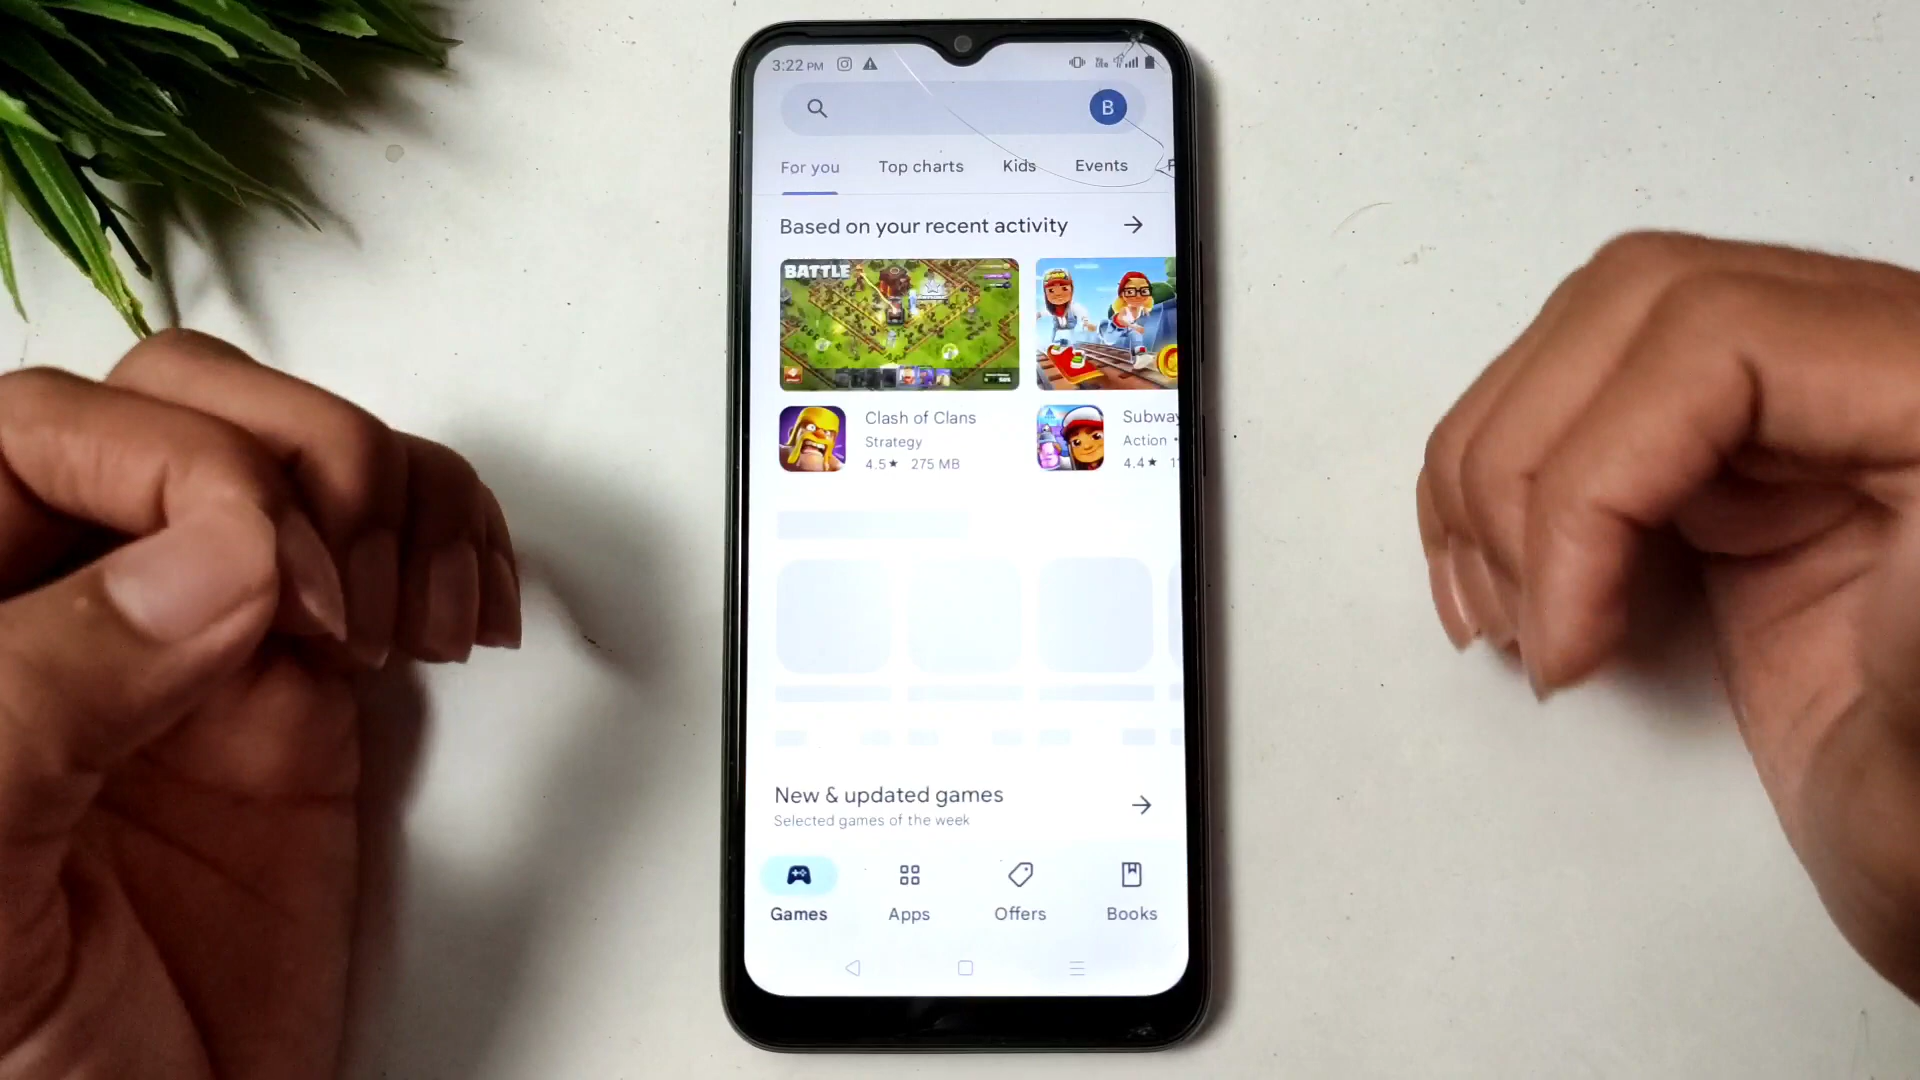 3:22 PM
B
For you Top charts Kids Events
Based on your recent activity
BATTLE
Clash of Clans
Strategy
4.5★ 275 MB
Subway
Action •
4.4★
New & updated games
Selected games of the week
Games Apps Offers Books